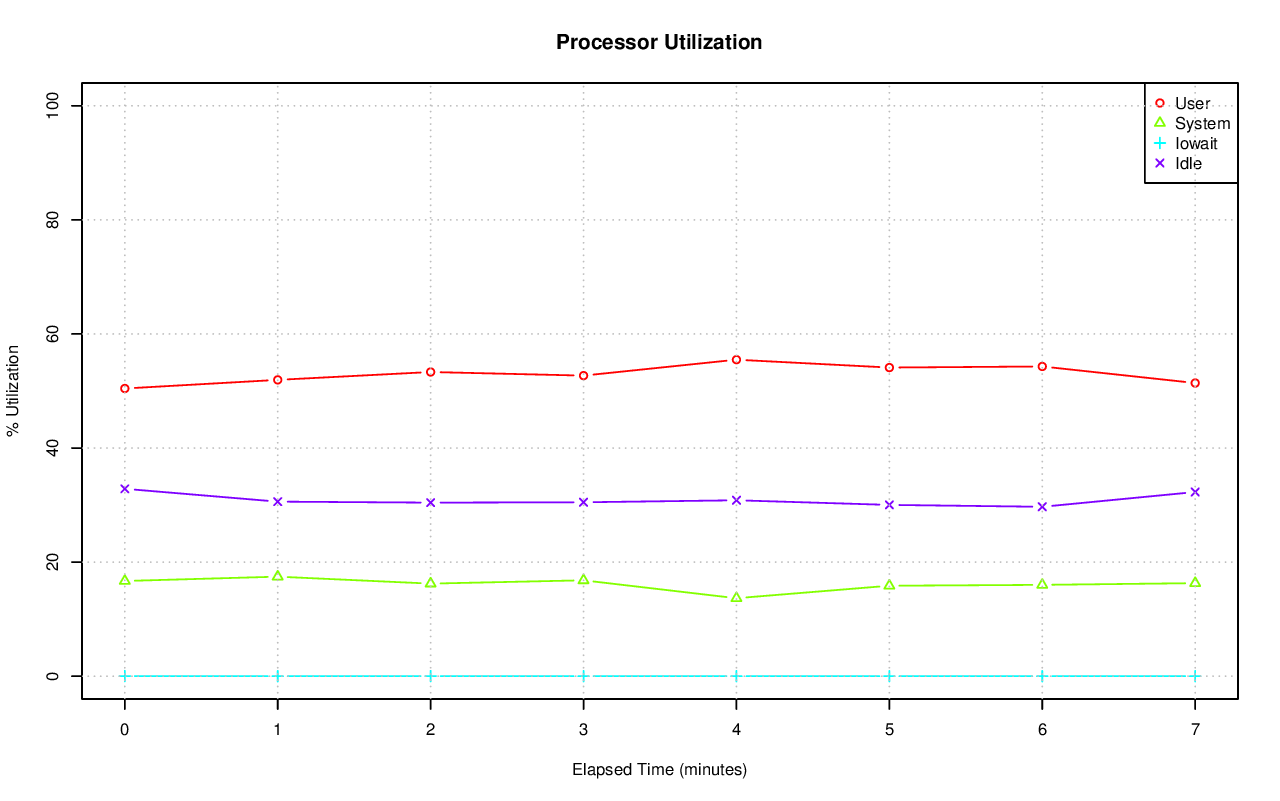 Processor Utilization
100
80
60
40
20
0
% Utilization
User
System
Iowait
Idle
0 1 2 3 4 5 6 7
Elapsed Time (minutes)